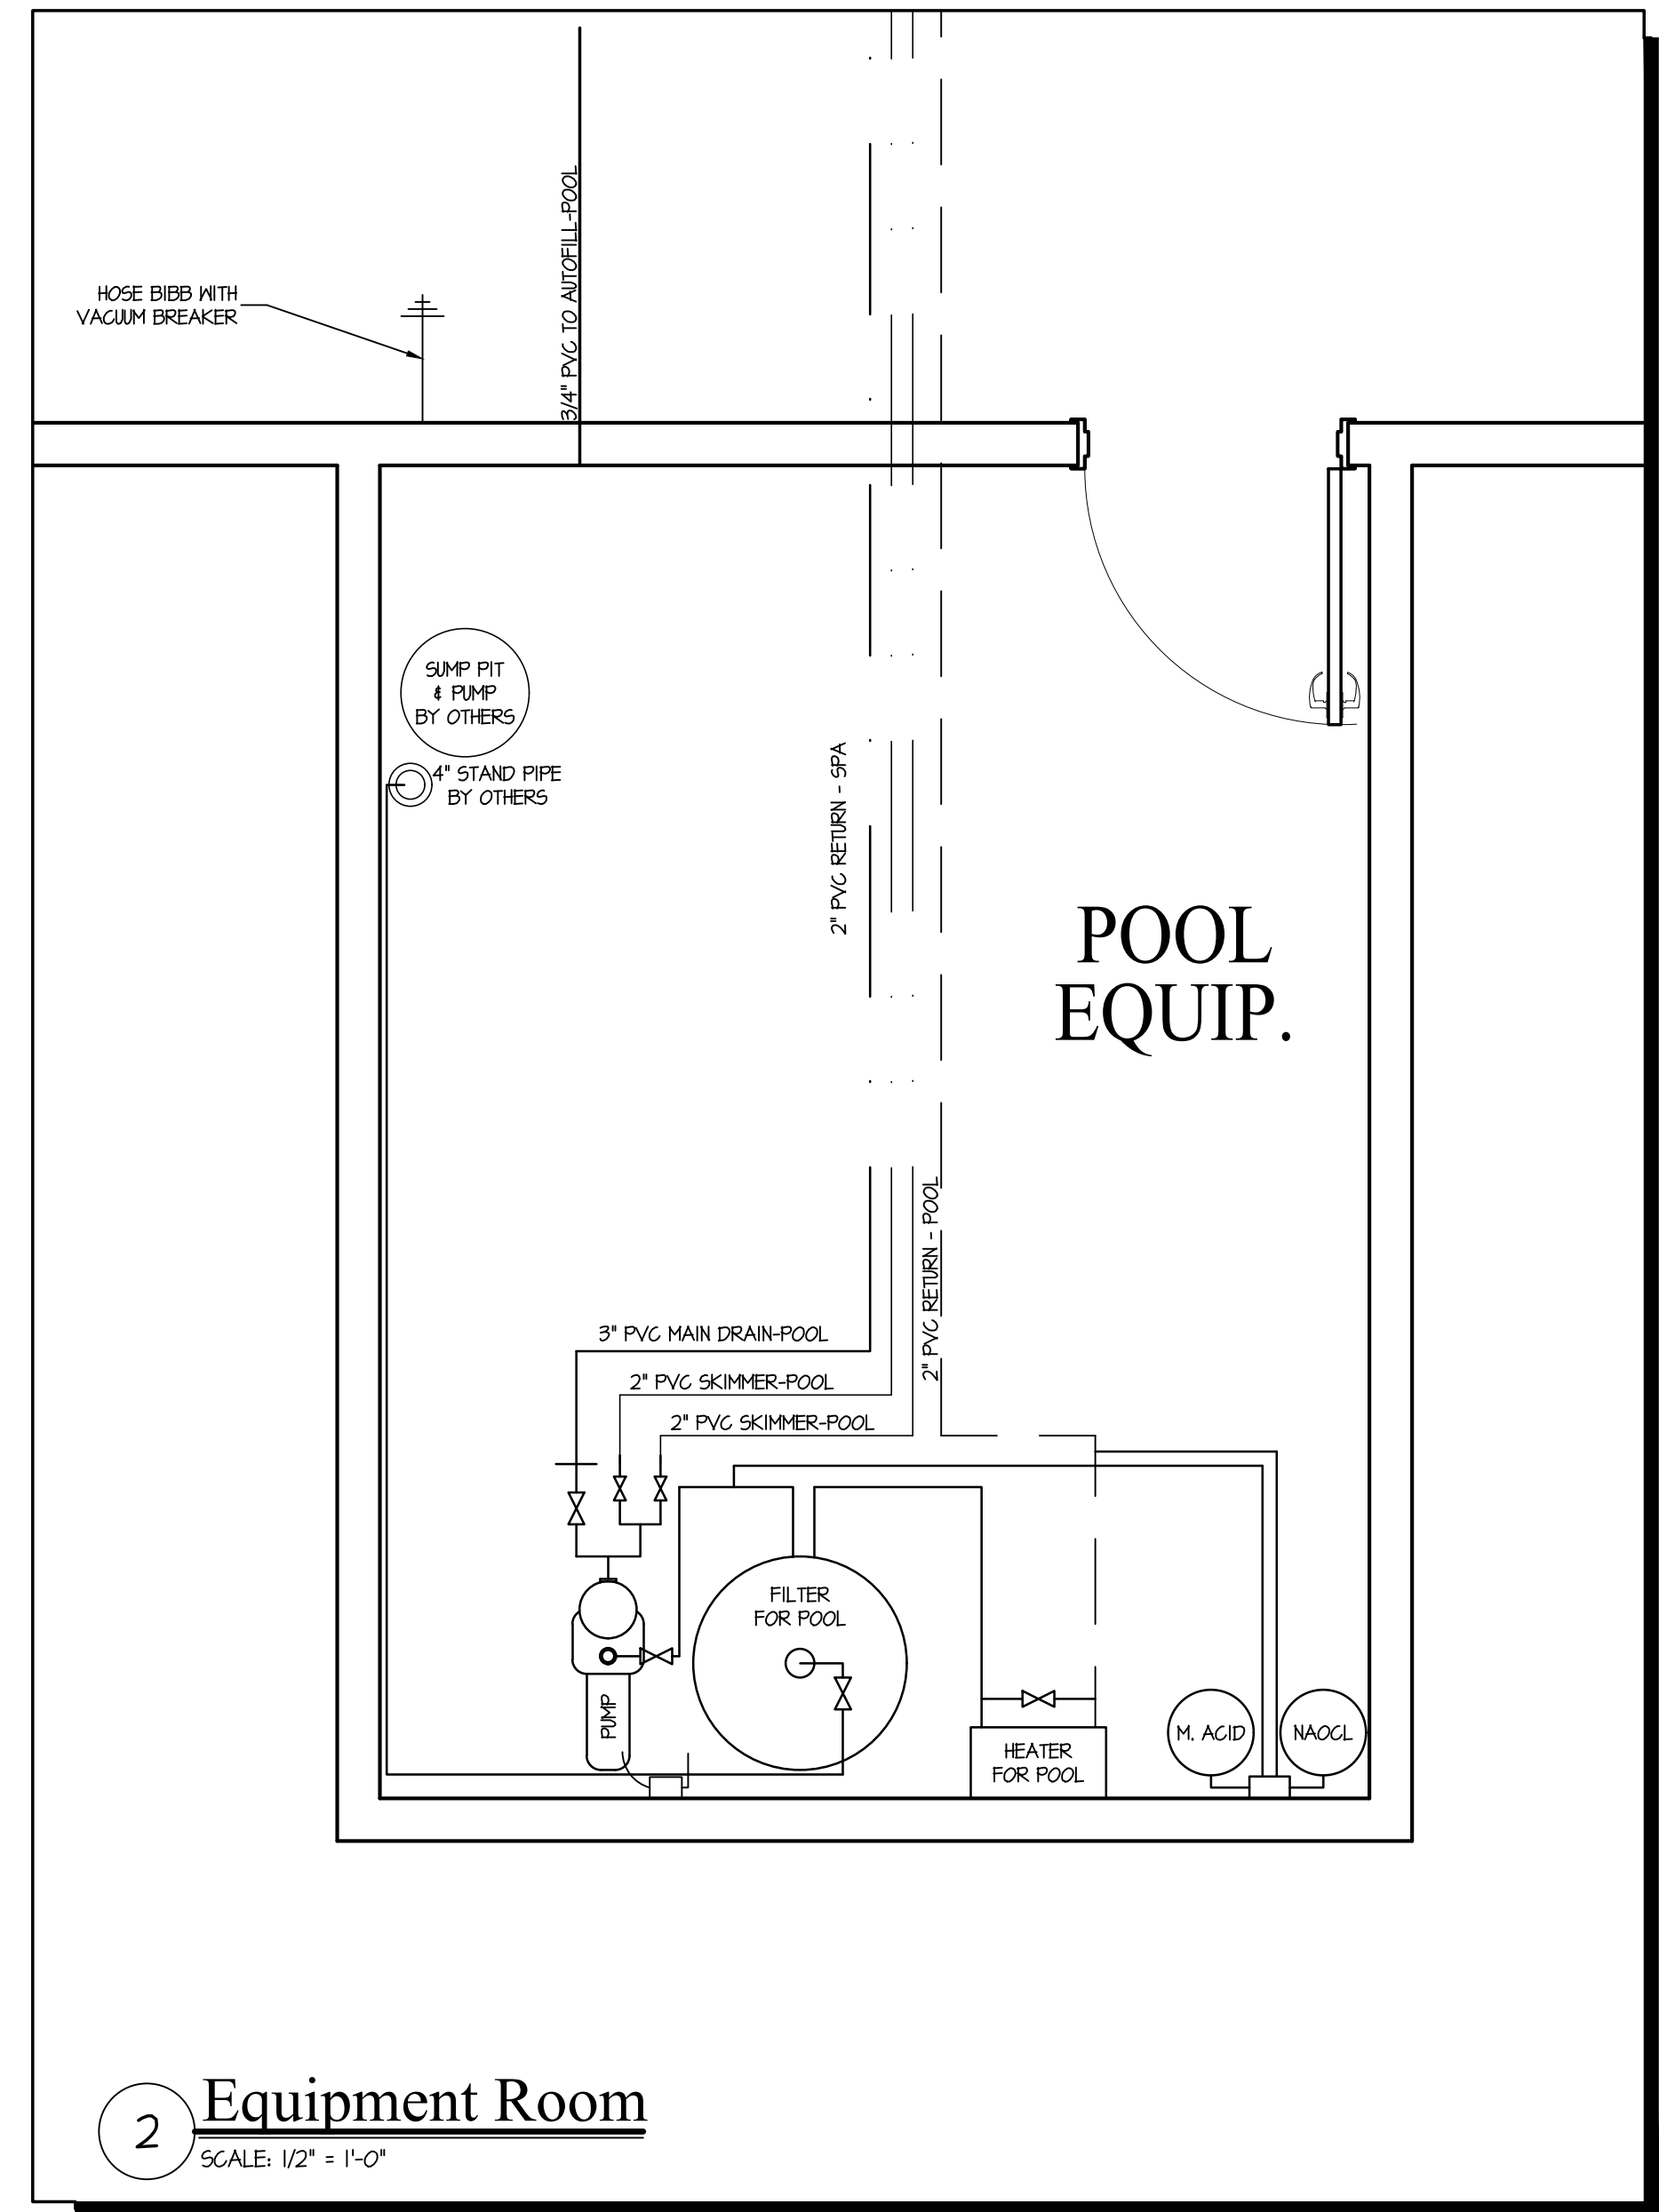 3/4" PVC TO AUTOFILL-POOL
HOSE BIBB WITH
VACUUM BREAKER
SUMP PIT
& PUMP
BY OTHERS
4" STAND PIPE
BY OTHERS
2" PVC RETURN - SPA
POOL
EQUIP.
2" PVC RETURN - POOL
3" PVC MAIN DRAIN-POOL
2" PVC SKIMMER-POOL
2" PVC SKIMMER-POOL
FILTER
FOR POOL
PUMP
HEATER
FOR POOL
M. ACID
NAOCL
2
Equipment Room
SCALE: 1/2" = 1'-0"